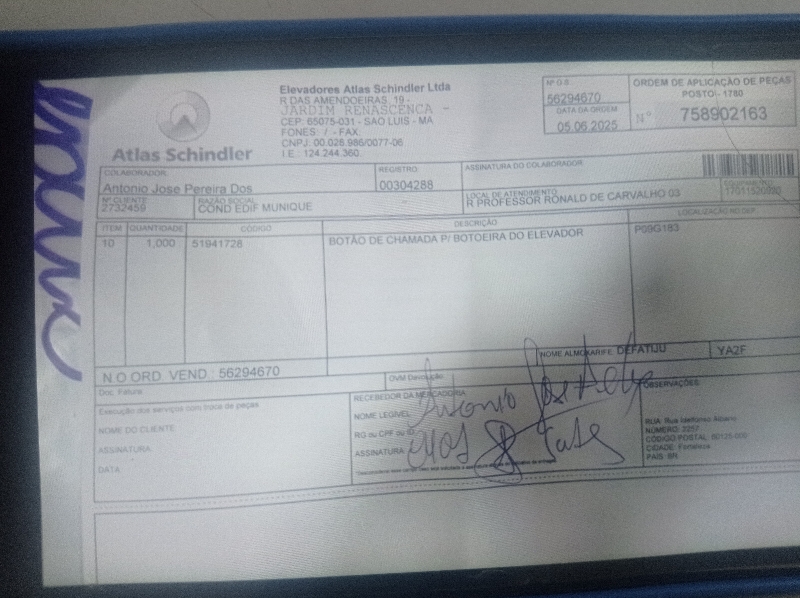 Atlas Schindler
Elevadores Atlas Schindler Ltda
R DAS AMENDOEIRAS, 19 -
JARDIM RENASCENCA -
CEP: 65075-031 - SAO LUIS - MA
FONES: / - FAX.
CNPJ. 00.028.986/0077-06
I.E.: 124.244.360.
Nº O.S.
56294670
DATA DA ORDEM
05.06.2025
ORDEM DE APLICAÇÃO DE PEÇAS
POSTO: - 1780
Nº 758902163
COLABORADOR
Antonio Jose Pereira Dos
REGISTRO
00304288
ASSINATURA DO COLABORADOR
Nº CLIENTE
2732459
RAZÃO SOCIAL
COND EDIF MUNIQUE
LOCAL DE ATENDIMENTO
R PROFESSOR RONALD DE CARVALHO 03
ITEM QUANTIDADE CÓDIGO DESCRIÇÃO LOCALIZAÇÃO NO DEP.
10 1,000 51941728 BOTÃO DE CHAMADA P/ BOTOEIRA DO ELEVADOR P09G183
NOME ALMOXARIFE: DEFATIJU YA2F
N.O ORD. VEND.: 56294670
Doc. Fatura:
OVM Devolução:
Execução dos serviços com troca de peças
NOME DO CLIENTE
ASSINATURA
DATA
RECEBEDOR DA MERCADORIA
NOME LEGÍVEL Antonio José
RG ou CPF ou
ASSINATURA
OBSERVAÇÕES
RUA: Rua Ildefonso Albano
NÚMERO: 2257
CÓDIGO POSTAL: 60125-000
CIDADE: Fortaleza
PAÍS: BR